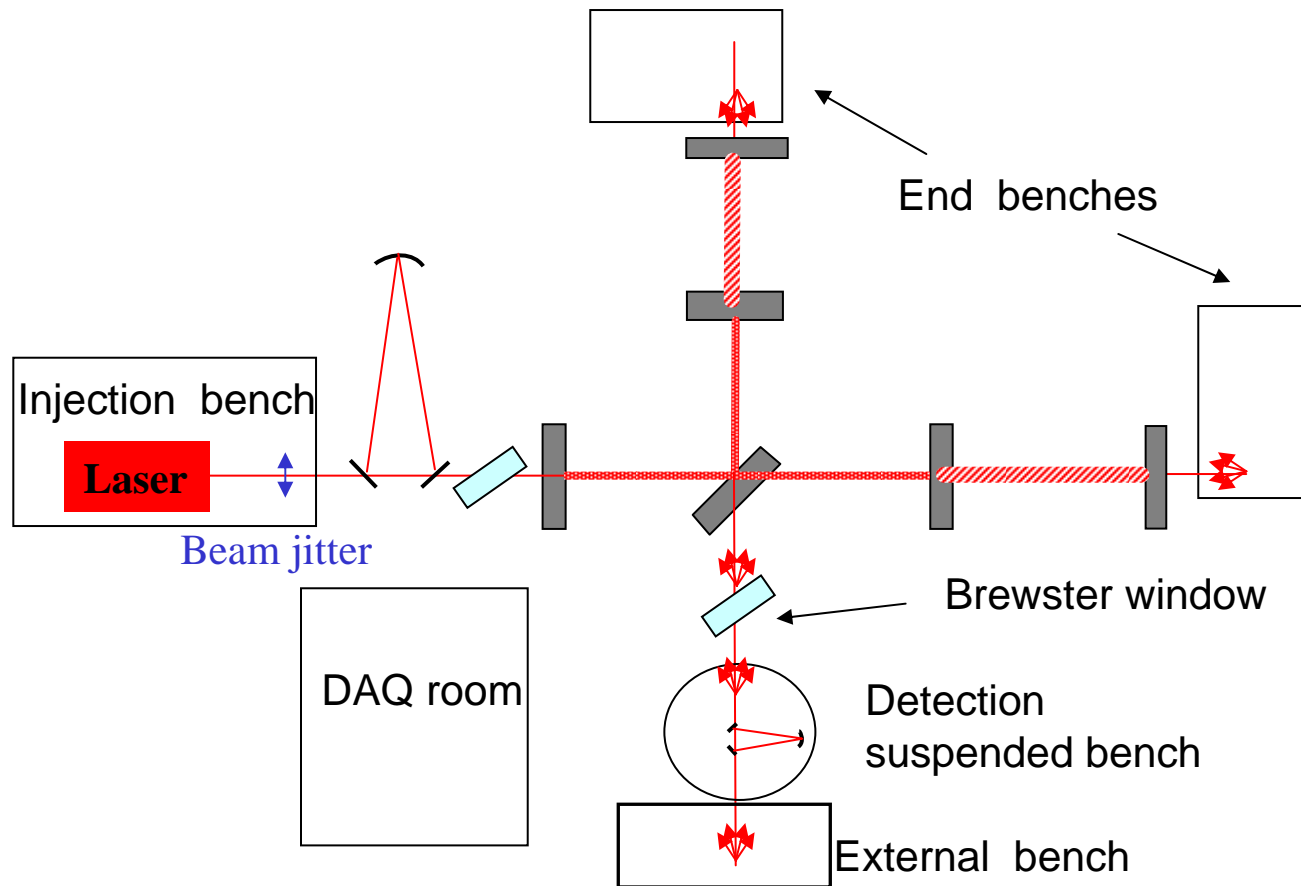 End benches
Injection bench
Laser
Beam jitter
Brewster window
DAQ room
Detection
suspended bench
External bench